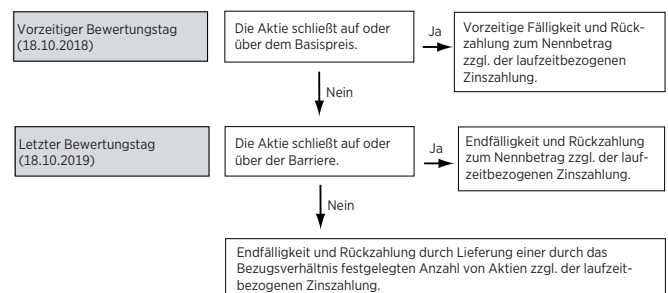 Vorzeitiger Bewertungstag
(18.10.2018)
Die Aktie schließt auf oder
über dem Basispreis.
Ja
Vorzeitige Fälligkeit und Rück-
zahlung zum Nennbetrag
zzgl. der laufzeitbezogenen
Zinszahlung.
Nein
Letzter Bewertungstag
(18.10.2019)
Die Aktie schließt auf oder
über der Barriere.
Ja
Endfälligkeit und Rückzahlung
zum Nennbetrag zzgl. der lauf-
zeitbezogenen Zinszahlung.
Nein
Endfälligkeit und Rückzahlung durch Lieferung einer durch das
Bezugsverhältnis festgelegten Anzahl von Aktien zzgl. der laufzeit-
bezogenen Zinszahlung.